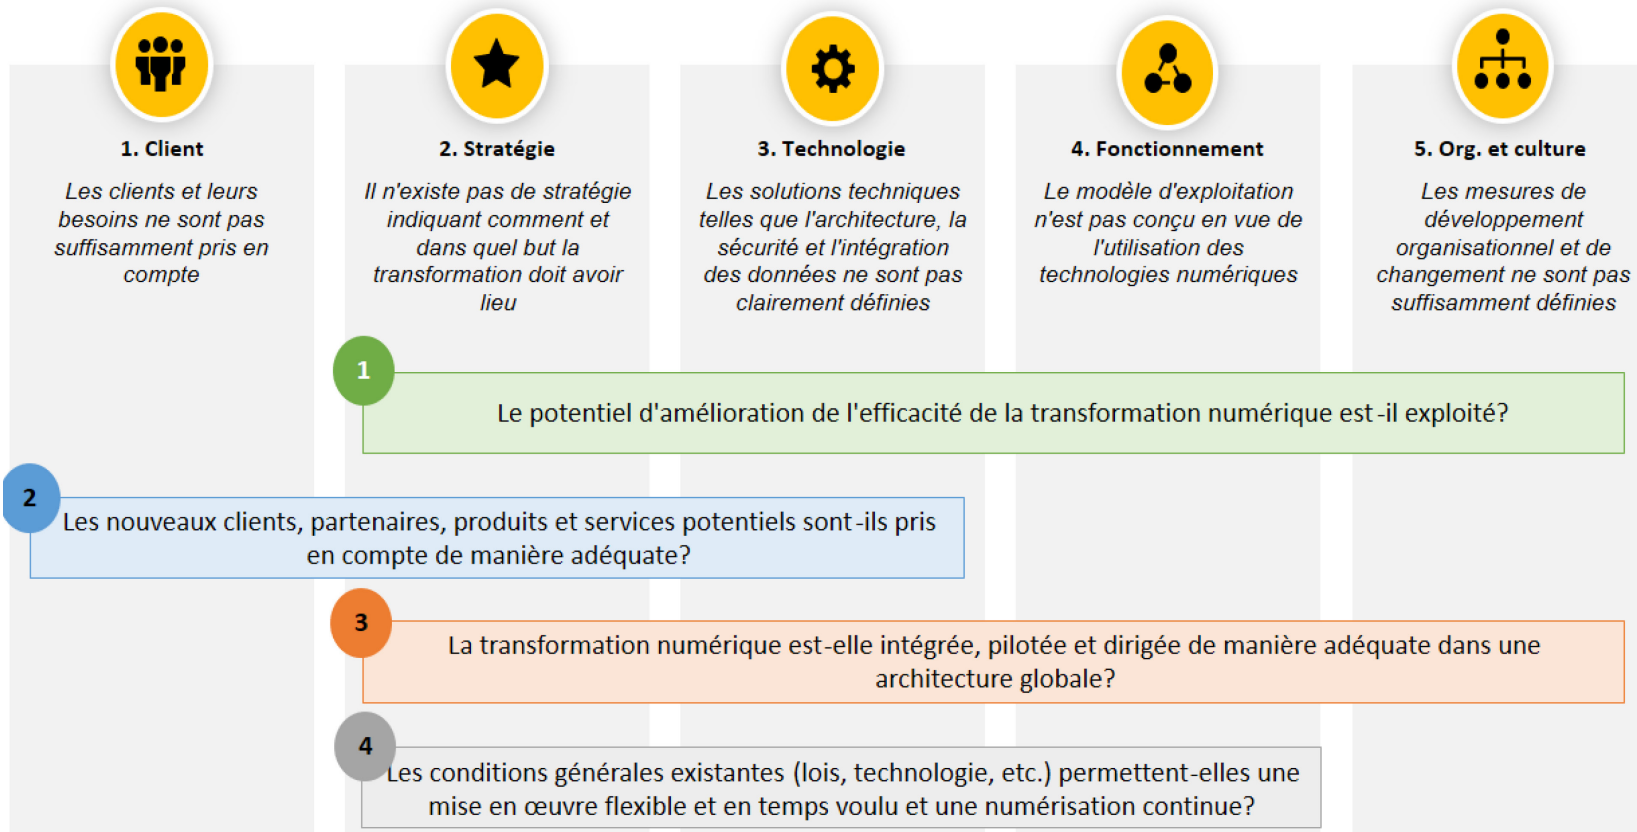 1. Client
Les clients et leurs
besoins ne sont pas
suffisamment pris en
compte
2. Stratégie
Il n'existe pas de stratégie
indiquant comment et
dans quel but la
transformation doit avoir
lieu
3. Technologie
Les solutions techniques
telles que l'architecture, la
sécurité et l'intégration
des données ne sont pas
clairement définies
4. Fonctionnement
Le modèle d'exploitation
n'est pas conçu en vue de
l'utilisation des
technologies numériques
5. Org. et culture
Les mesures de
développement
organisationnel et de
changement ne sont pas
suffisamment définies
1
Le potentiel d'amélioration de l'efficacité de la transformation numérique est-il exploité?
2
Les nouveaux clients, partenaires, produits et services potentiels sont-ils pris
en compte de manière adéquate?
3
La transformation numérique est-elle intégrée, pilotée et dirigée de manière adéquate dans une
architecture globale?
4
Les conditions générales existantes (lois, technologie, etc.) permettent-elles une
mise en œuvre flexible et en temps voulu et une numérisation continue?